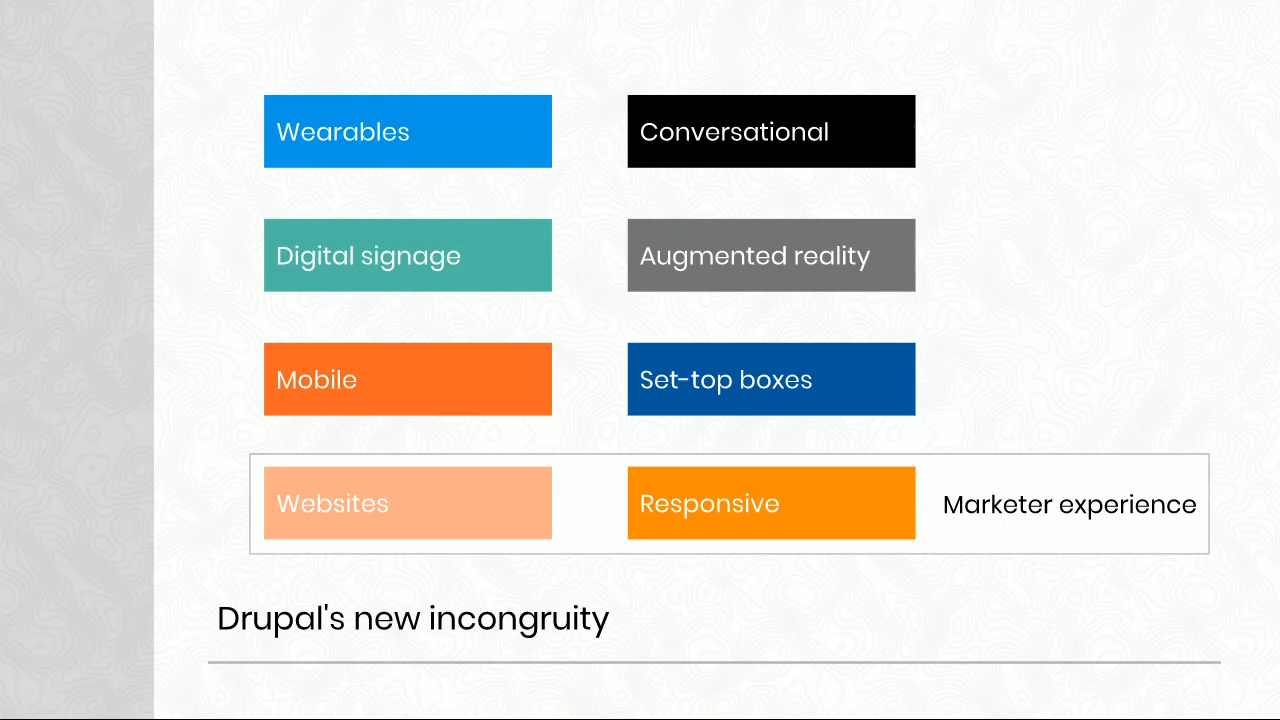 Wearables
Conversational
Digital signage
Augmented reality
Mobile
Set-top boxes
Websites
Responsive
Marketer experience
Drupal's new incongruity